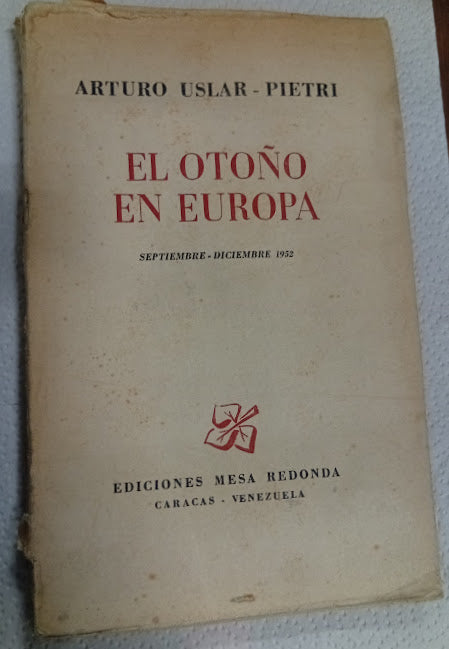 ARTURO USLAR - PIETRI
EL OTOÑO
EN EUROPA
SEPTIEMBRE - DICIEMBRE 1952
EDICIONES MESA REDONDA
CARACAS - VENEZUELA